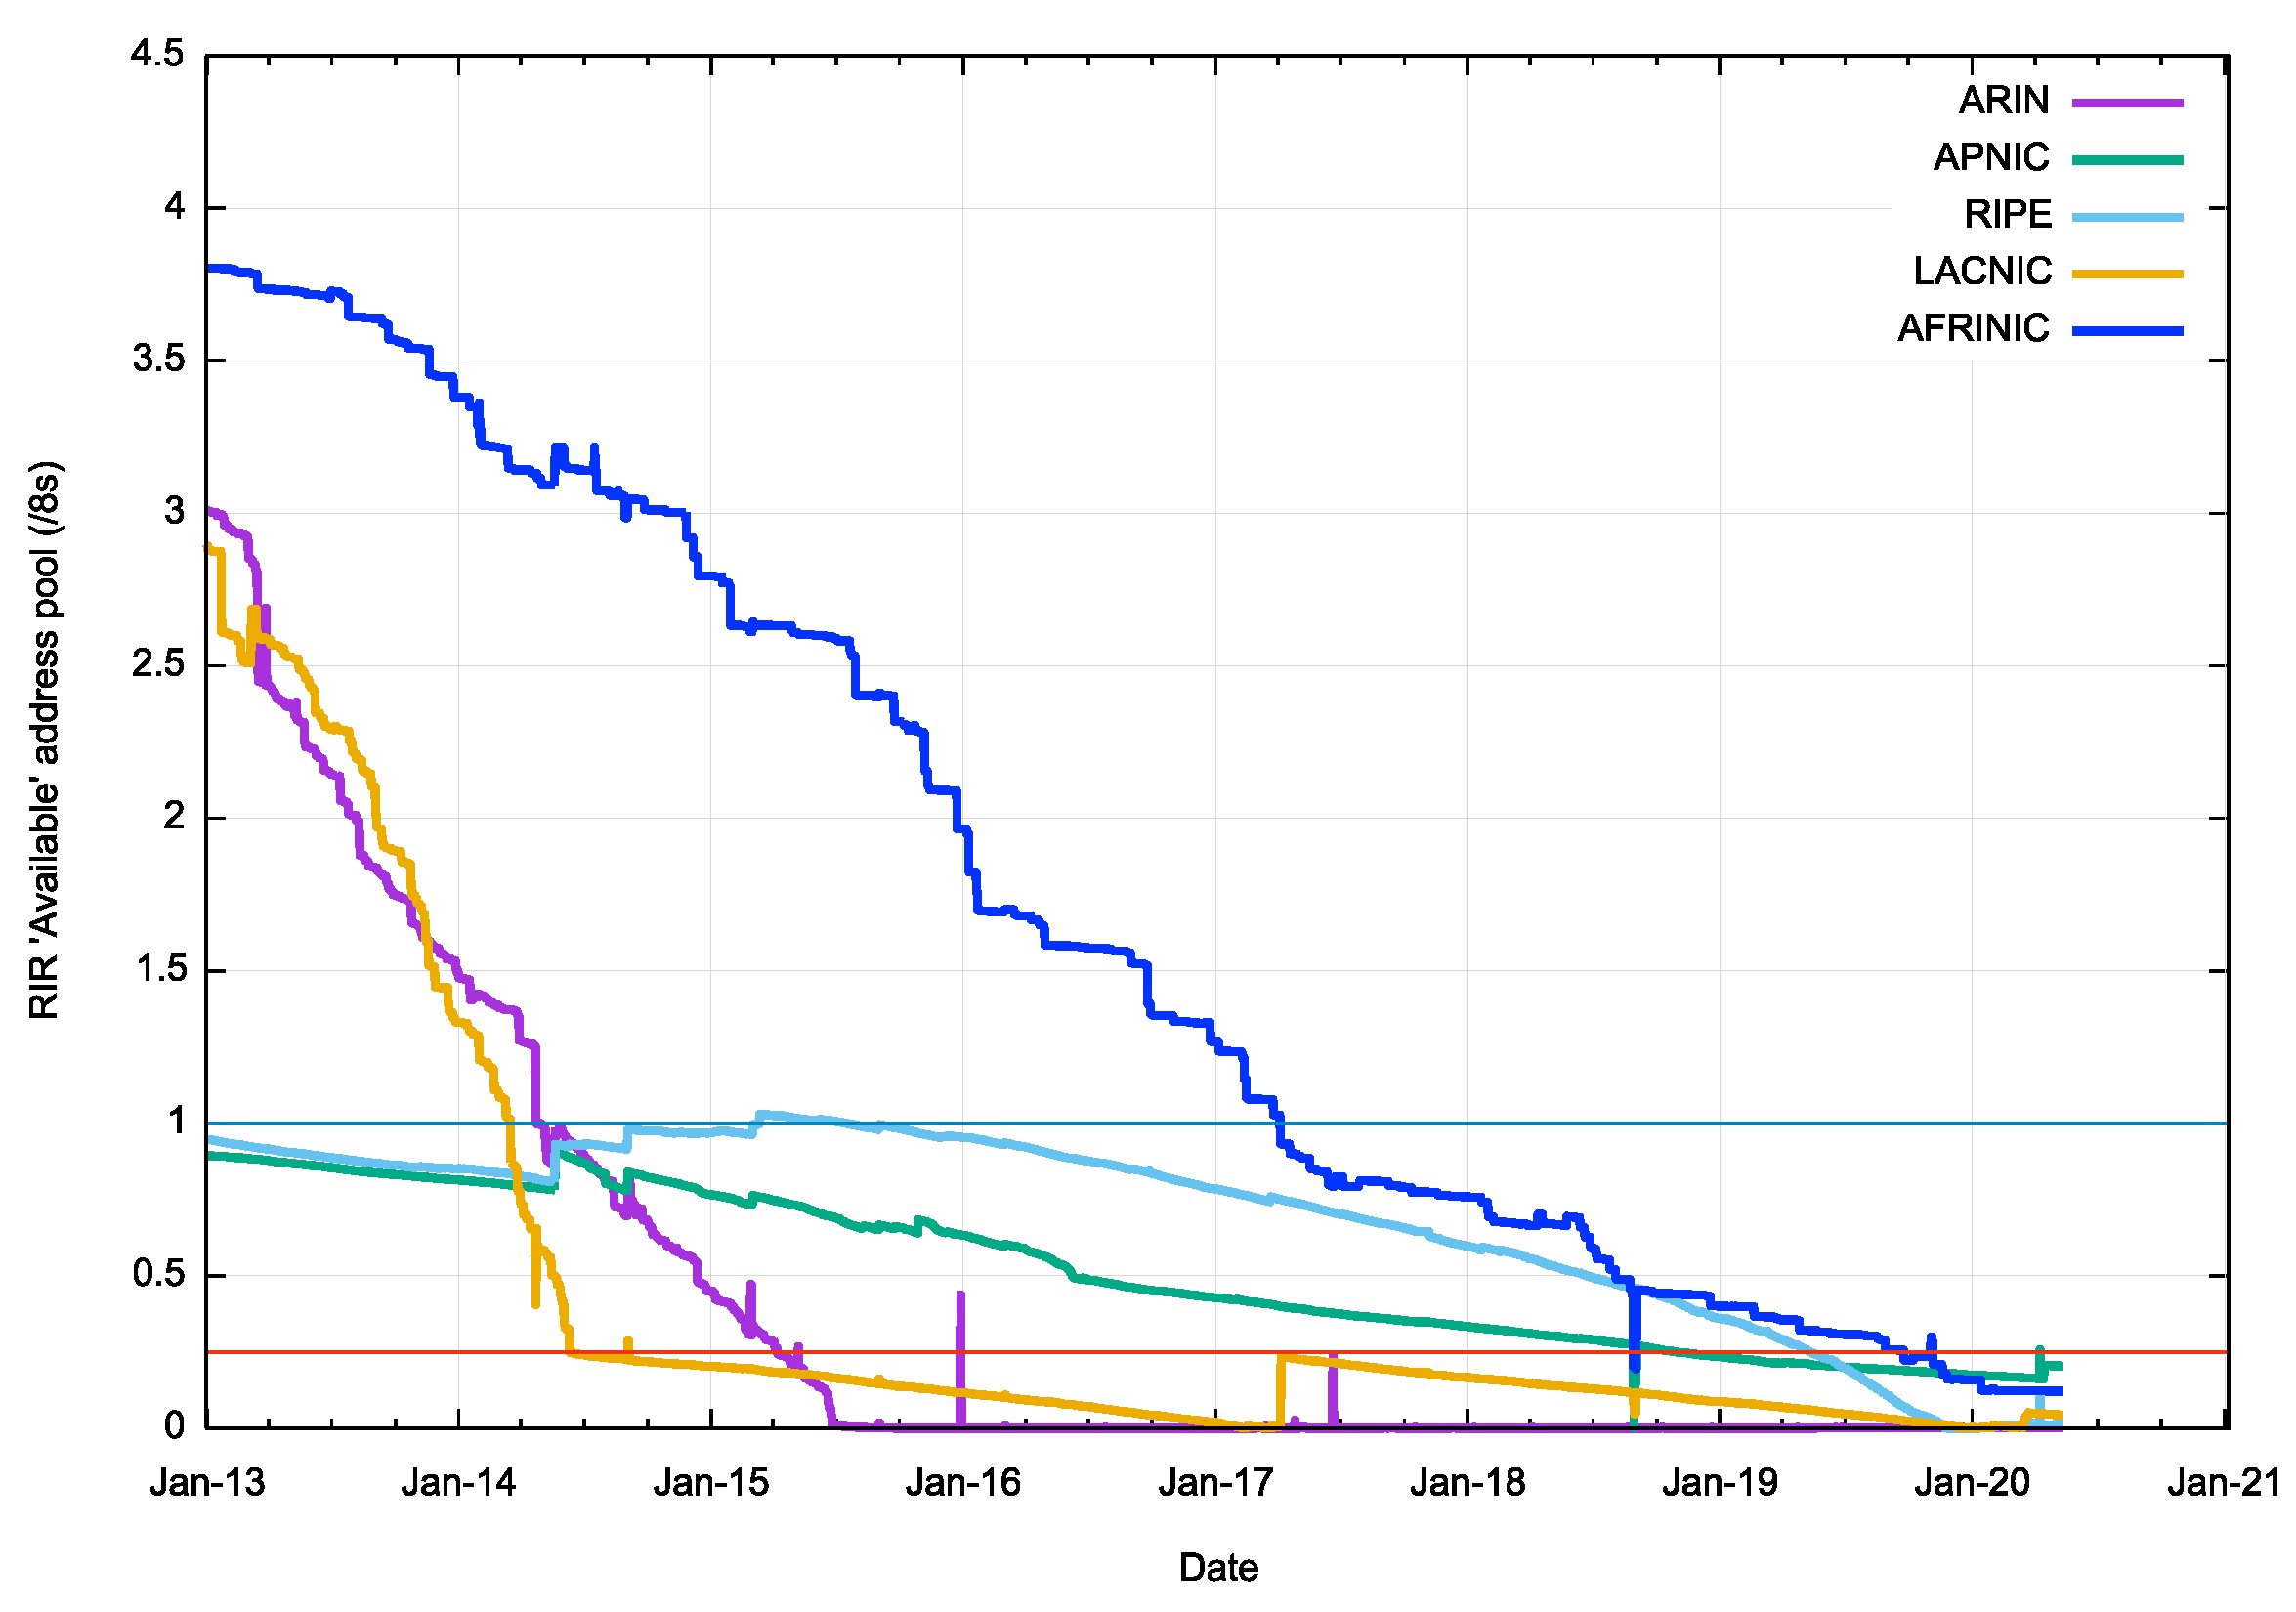 4.5
4
3.5
3
2.5
2
1.5
1
0.5
0
RIR 'Available' address pool (/8s)
ARIN
APNIC
RIPE
LACNIC
AFRINIC
Jan-13 Jan-14 Jan-15 Jan-16 Jan-17 Jan-18 Jan-19 Jan-20 Jan-21
Date